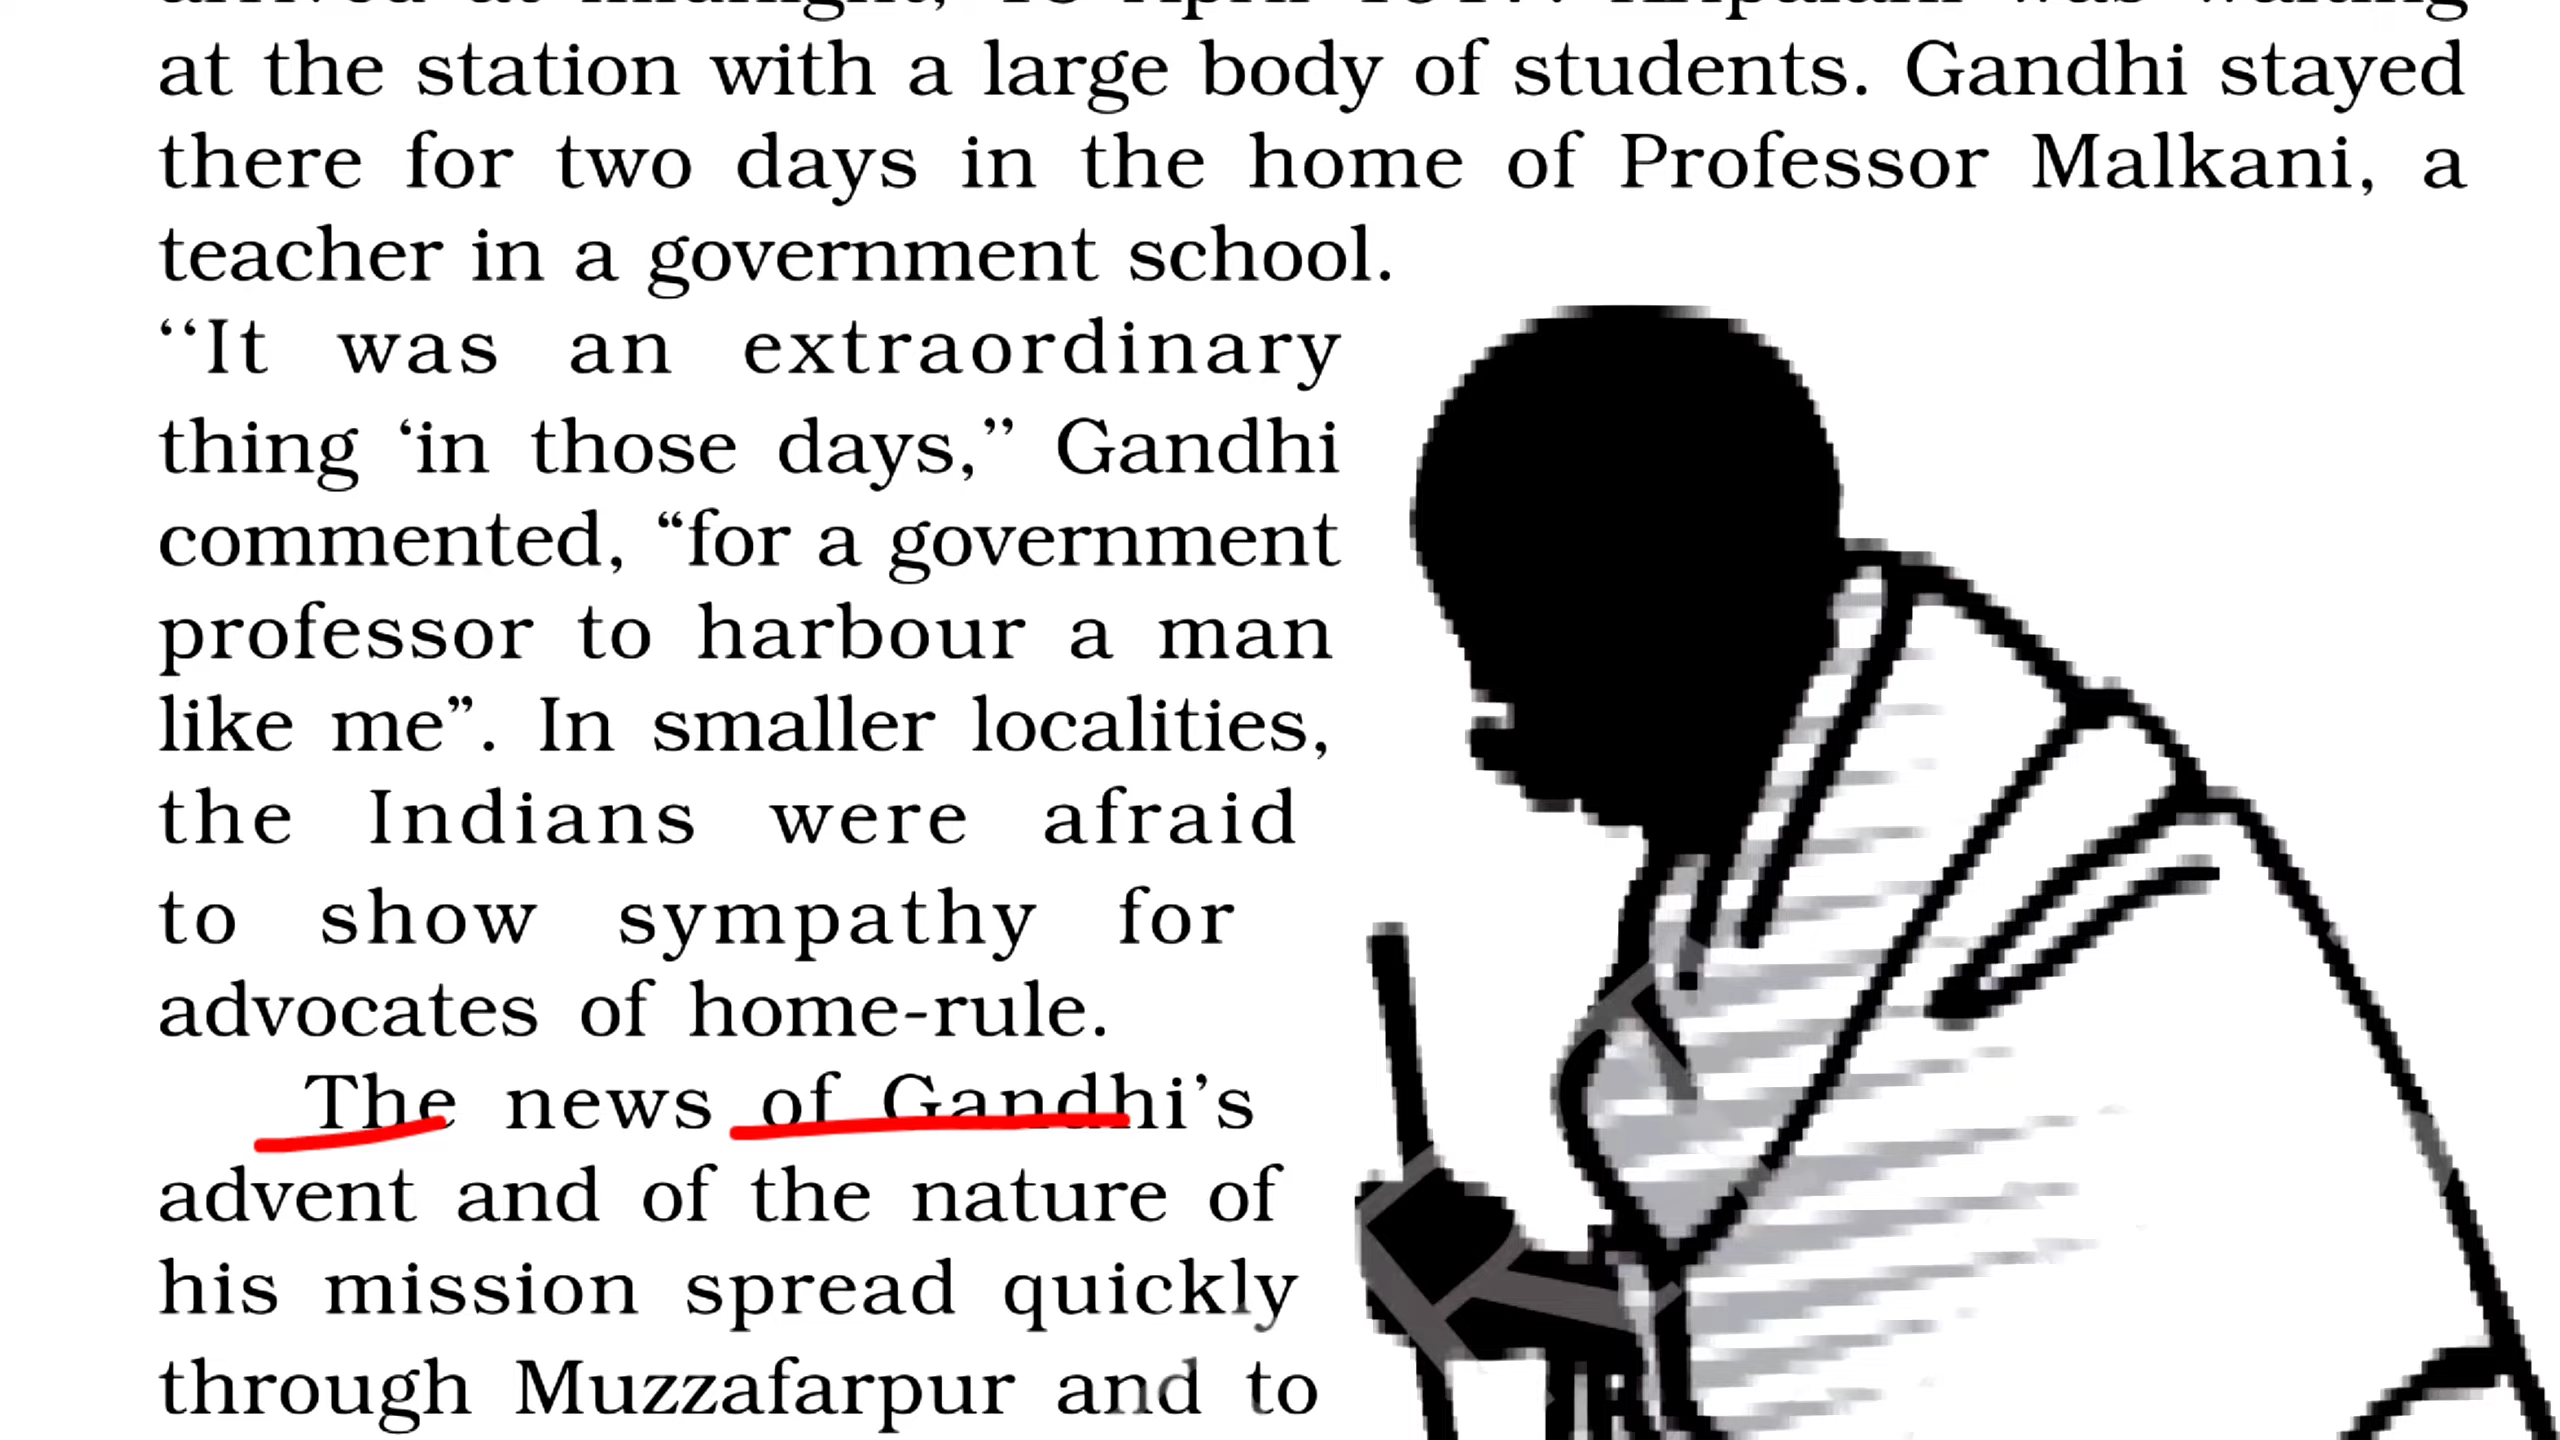 at the station with a large body of students. Gandhi stayed
there for two days in the home of Professor Malkani, a
teacher in a government school.
‘‘It was an extraordinary
thing ‘in those days,” Gandhi
commented, “for a government
professor to harbour a man
like me”. In smaller localities,
the Indians were afraid
to show sympathy for
advocates of home-rule.
The news of Gandhi’s
advent and of the nature of
his mission spread quickly
through Muzzafarpur and to